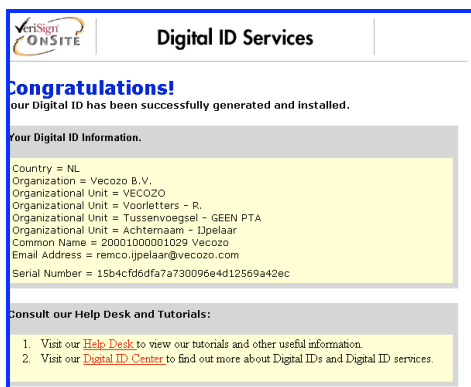 VeriSign
ONSITE
Digital ID Services
Congratulations!
our Digital ID has been successfully generated and installed.
Your Digital ID Information.
Country = NL
Organization = Vecozo B.V.
Organizational Unit = VECOZO
Organizational Unit = Voorletters - R.
Organizational Unit = Tussenvoegsel - GEEN PTA
Organizational Unit = Achternaam - IJpelaar
Common Name = 20001000001029 Vecozo
Email Address = remco.ijpelaar@vecozo.com
Serial Number = 15b4cfd6dfa7a730096e4d12569a42ec
Consult our Help Desk and Tutorials:
1. Visit our Help Desk to view our tutorials and other useful information.
2. Visit our Digital ID Center to find out more about Digital IDs and Digital ID services.